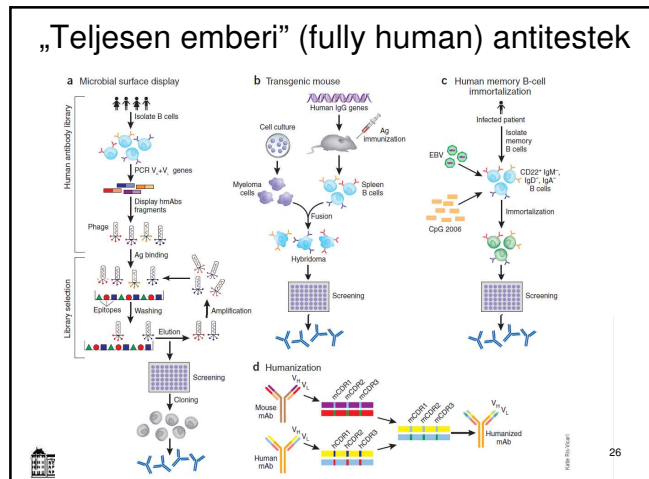 „Teljesen emberi” (fully human) antitestek
a Microbial surface display
Human antibody library
Isolate B cells
PCR VH+VL genes
Display hmAbs
fragments
Phage
Ag binding
Library selection
Epitopes
Washing
Amplification
Elution
Screening
Cloning
b Transgenic mouse
Human IgG genes
Cell culture
Ag
immunization
Myeloma
cells
Spleen
B cells
Fusion
Hybridoma
Screening
c Human memory B-cell
immortalization
Infected patient
Isolate
memory
B cells
EBV
CD22+ IgM–,
IgD–, IgA–
B cells
CpG 2006
Immortalization
Screening
d Humanization
VH VL
mCDR1
mCDR2
mCDR3
Mouse
mAb
VH VL
hCDR1
hCDR2
hCDR3
Human
mAb
mCDR1
mCDR2
mCDR3
VH VL
Humanized
mAb
Katie Ris-Vicari
26